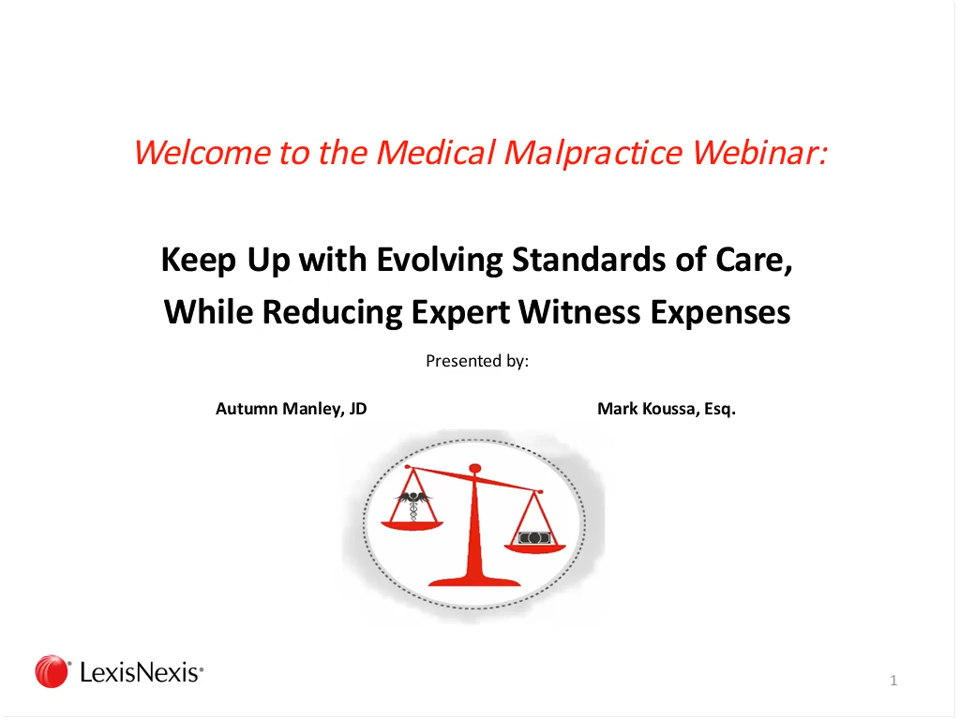 Welcome to the Medical Malpractice Webinar:
Keep Up with Evolving Standards of Care,
While Reducing Expert Witness Expenses
Presented by:
Autumn Manley, JD
Mark Koussa, Esq.
LexisNexis®
1